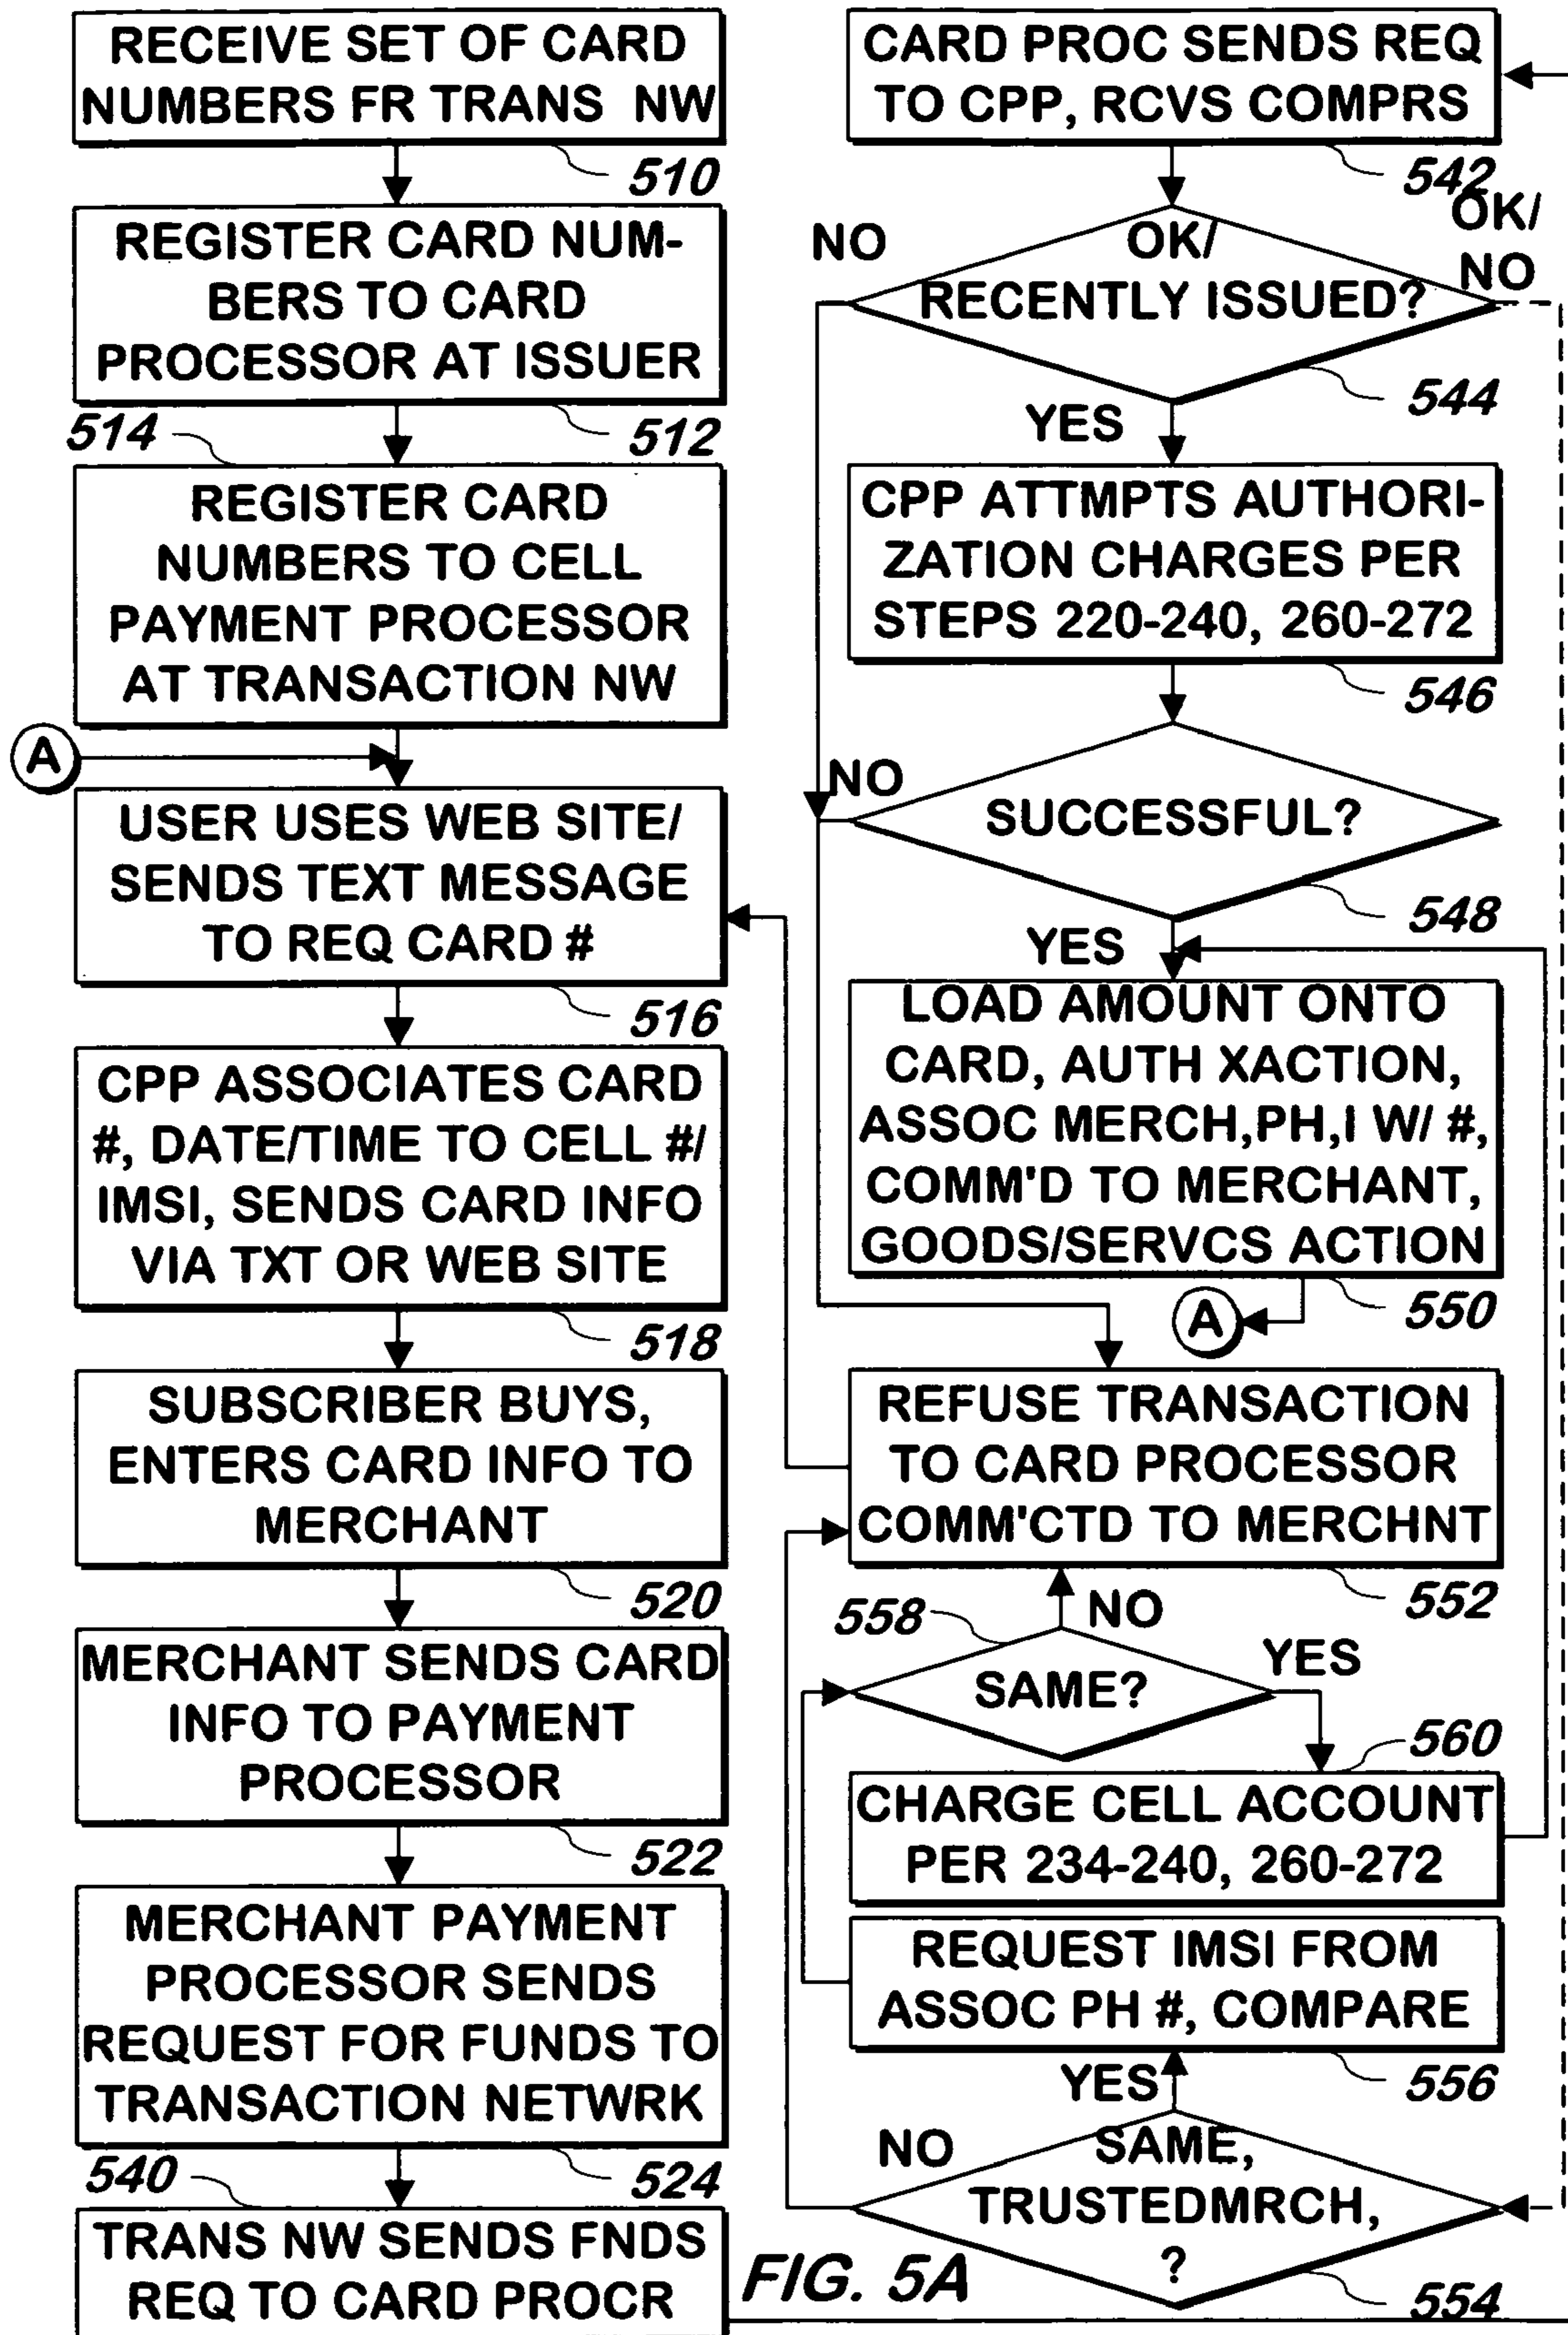 RECEIVE SET OF CARD
NUMBERS FR TRANS NW
510
REGISTER CARD NUM-
BERS TO CARD
PROCESSOR AT ISSUER
512
514
REGISTER CARD
NUMBERS TO CELL
PAYMENT PROCESSOR
AT TRANSACTION NW
A
USER USES WEB SITE/
SENDS TEXT MESSAGE
TO REQ CARD #
516
CPP ASSOCIATES CARD
#, DATE/TIME TO CELL #/
IMSI, SENDS CARD INFO
VIA TXT OR WEB SITE
518
SUBSCRIBER BUYS,
ENTERS CARD INFO TO
MERCHANT
520
MERCHANT SENDS CARD
INFO TO PAYMENT
PROCESSOR
522
MERCHANT PAYMENT
PROCESSOR SENDS
REQUEST FOR FUNDS TO
TRANSACTION NETWRK
524
540
TRANS NW SENDS FNDS
REQ TO CARD PROCR
CARD PROC SENDS REQ
TO CPP, RCVS COMPRS
542
OK/
NO
NO
OK/
RECENTLY ISSUED?
544
YES
CPP ATTMPTS AUTHORI-
ZATION CHARGES PER
STEPS 220-240, 260-272
546
NO
SUCCESSFUL?
548
YES
LOAD AMOUNT ONTO
CARD, AUTH XACTION,
ASSOC MERCH,PH,I W/ #,
COMM'D TO MERCHANT,
GOODS/SERVCS ACTION
550
A
REFUSE TRANSACTION
TO CARD PROCESSOR
COMM'CTD TO MERCHNT
552
558
NO
YES
SAME?
560
CHARGE CELL ACCOUNT
PER 234-240, 260-272
REQUEST IMSI FROM
ASSOC PH #, COMPARE
556
YES
NO
SAME,
TRUSTEDMRCH,
?
554
FIG. 5A